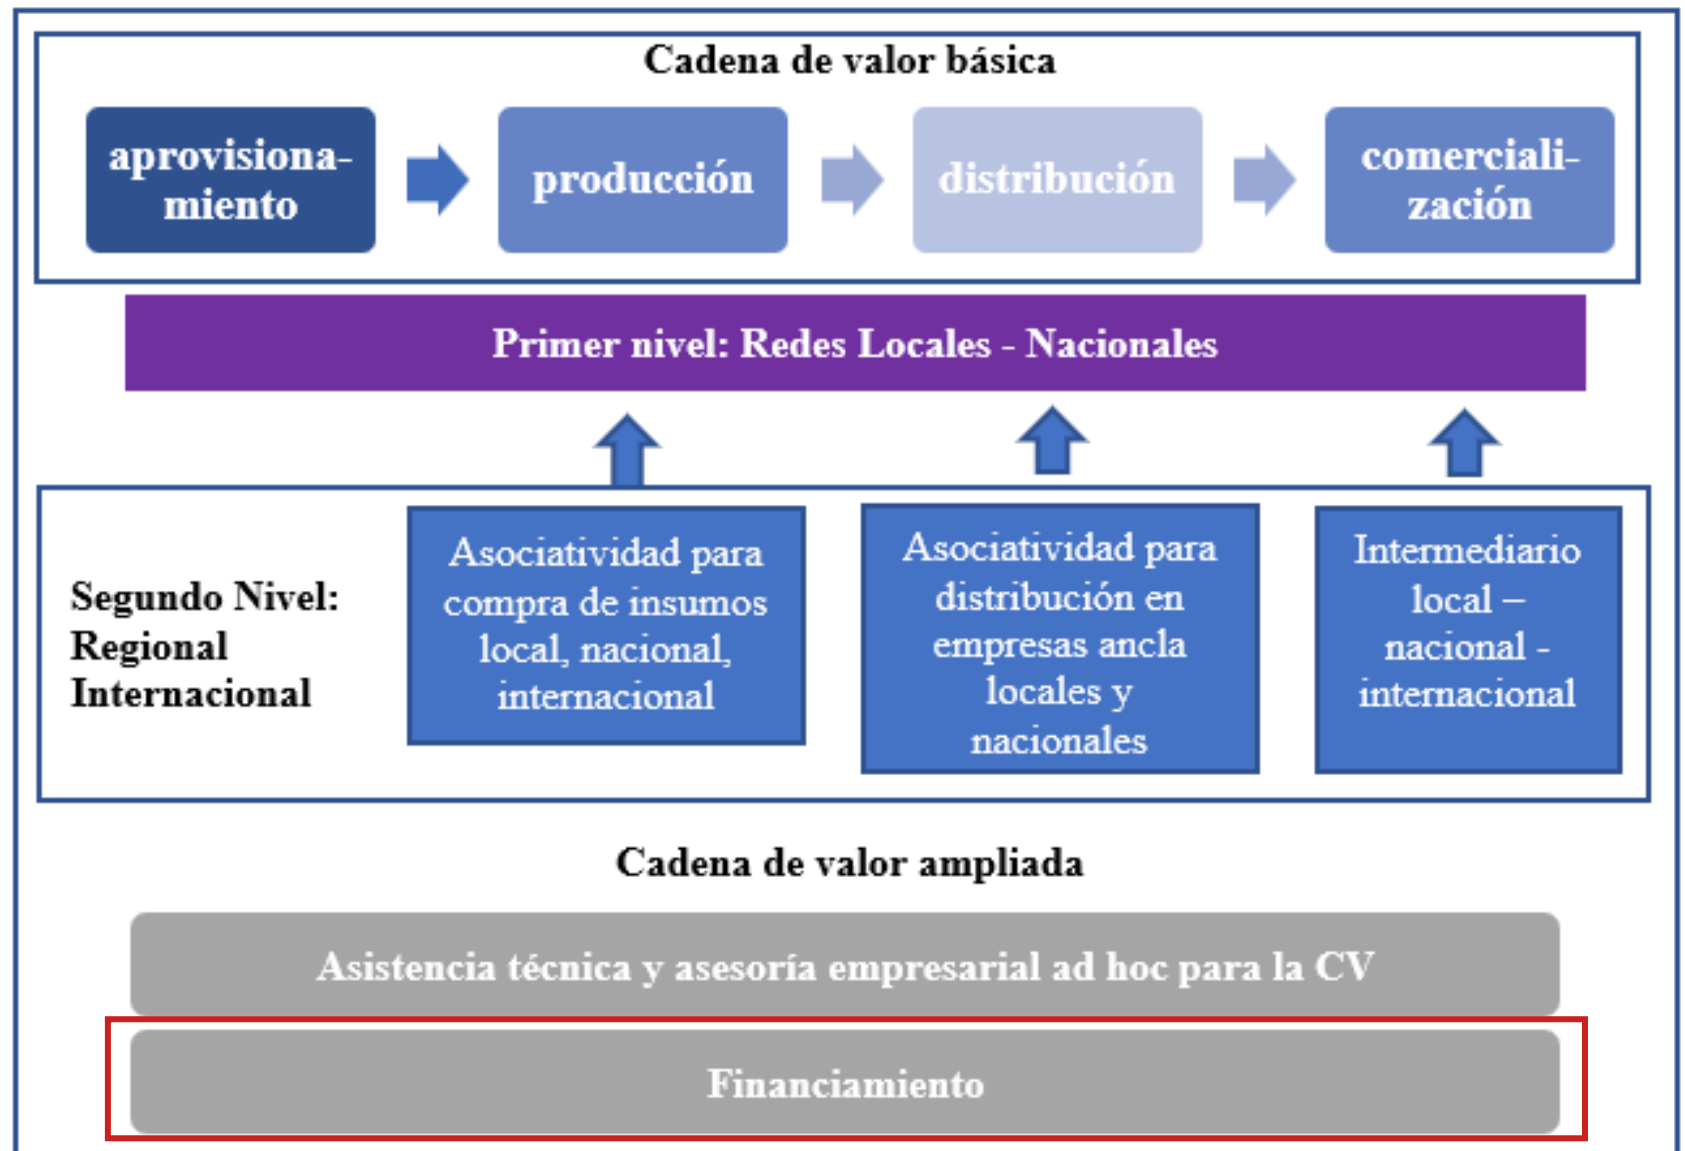 Cadena de valor básica
aprovisiona-
miento
producción
distribución
comerciali-
zación
Primer nivel: Redes Locales - Nacionales
Segundo Nivel:
Regional
Internacional
Asociatividad para
compra de insumos
local, nacional,
internacional
Asociatividad para
distribución en
empresas ancla
locales y
nacionales
Intermediario
local –
nacional -
internacional
Cadena de valor ampliada
Asistencia técnica y asesoría empresarial ad hoc para la CV
Financiamiento